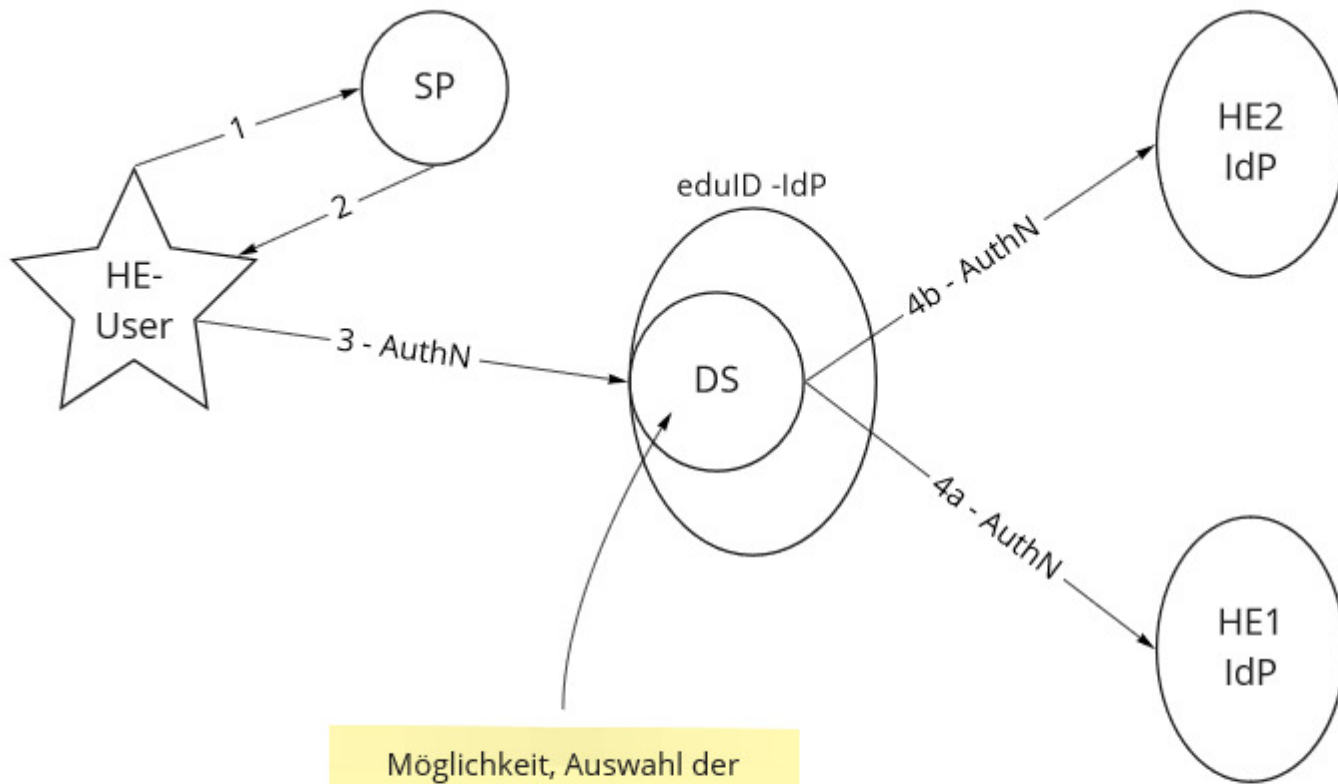 SP
1
2
HE-
User
eduID -IdP
3 - AuthN
DS
4b - AuthN
4a - AuthN
HE2
IdP
HE1
IdP
Möglichkeit, Auswahl der